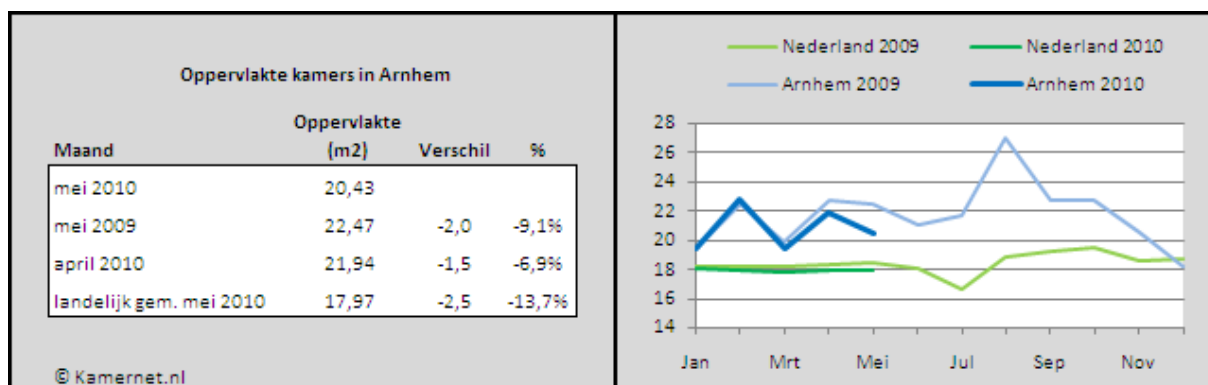 Oppervlakte kamers in Arnhem
Oppervlakte
Maand (m2) Verschil %
mei 2010 20,43
mei 2009 22,47 -2,0 -9,1%
april 2010 21,94 -1,5 -6,9%
landelijk gem. mei 2010 17,97 -2,5 -13,7%
© Kamernet.nl
Nederland 2009 Nederland 2010
Arnhem 2009 Arnhem 2010
28
26
24
22
20
18
16
14
Jan Mrt Mei Jul Sep Nov